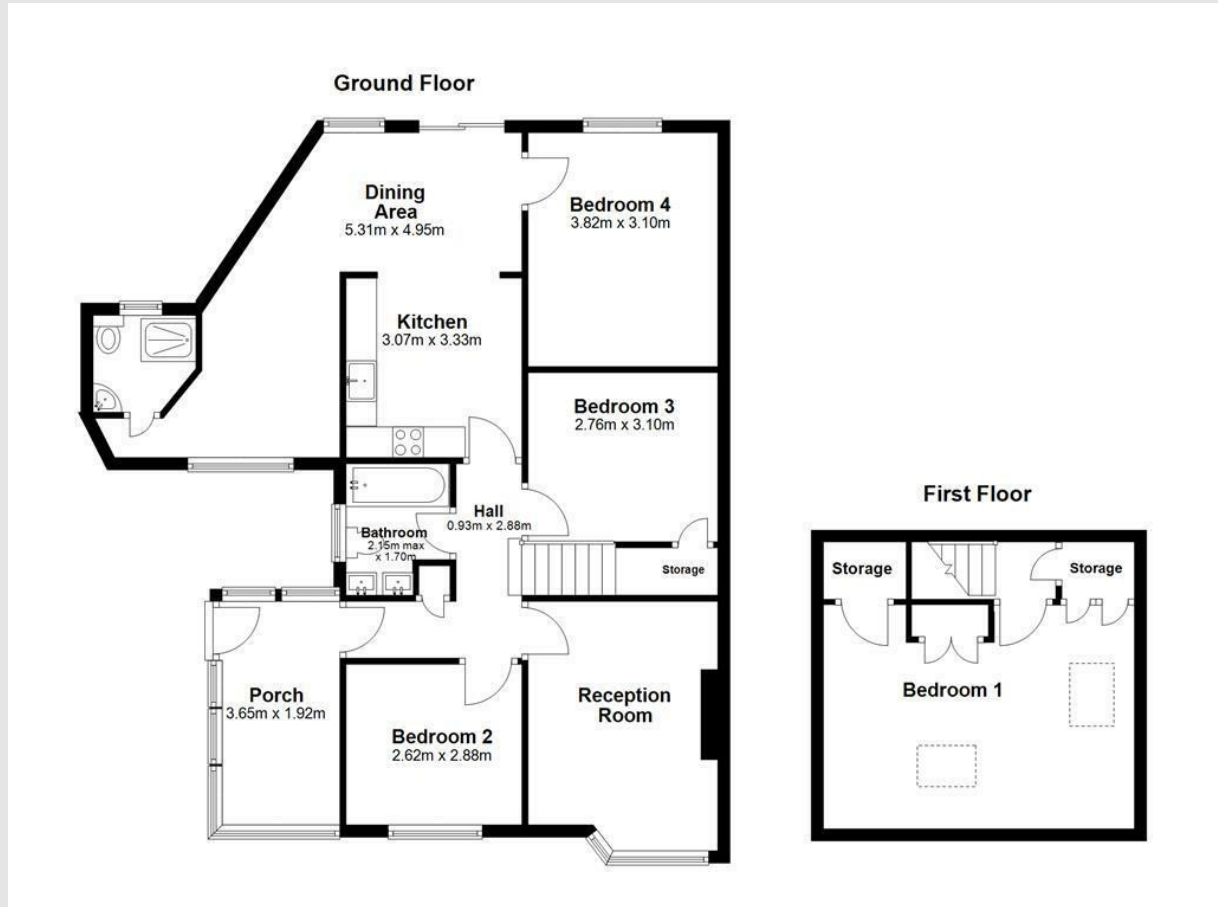 Ground Floor
Dining
Area
5.31m x 4.95m
Bedroom 4
3.82m x 3.10m
Kitchen
3.07m x 3.33m
Bedroom 3
2.76m x 3.10m
Hall
0.93m x 2.88m
Bathroom
2.15m max
x 1.70m
Storage
Porch
3.65m x 1.92m
Bedroom 2
2.62m x 2.88m
Reception
Room
First Floor
Storage
Storage
Bedroom 1